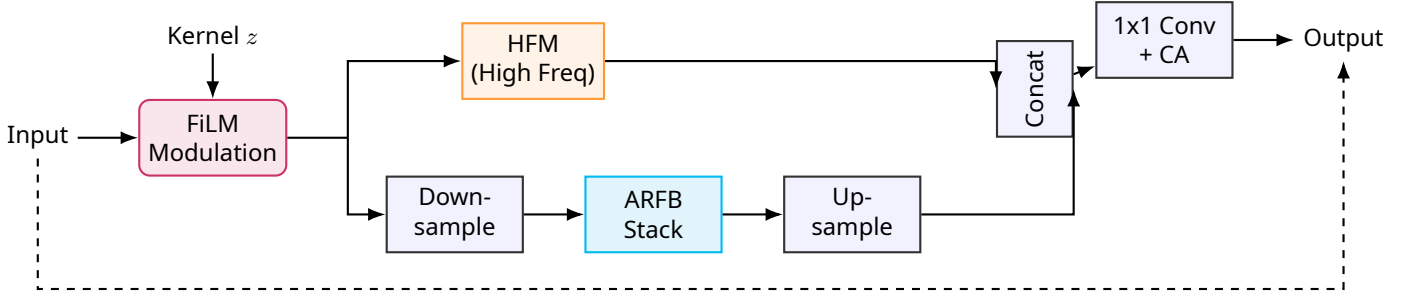 Kernel z
Input
FiLM
Modulation
HFM
(High Freq)
Down-
sample
ARFB
Stack
Up-
sample
Concat
1x1 Conv
+ CA
Output